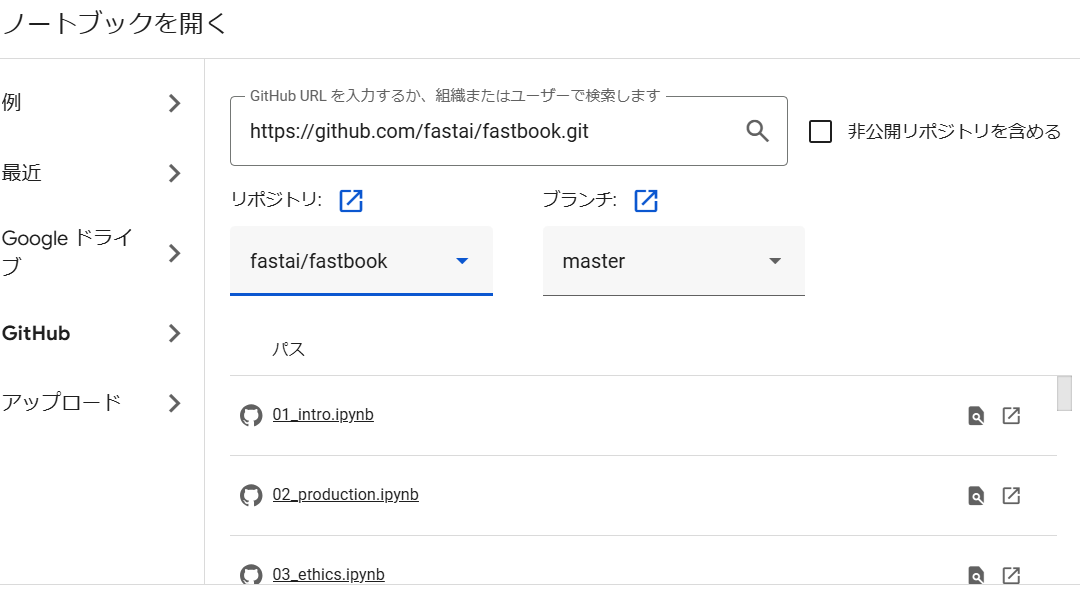 ノートブックを開く
例
最近
Google ドライ
ブ
GitHub
アップロード
GitHub URL を入力するか、組織またはユーザーで検索します
https://github.com/fastai/fastbook.git
非公開リポジトリを含める
リポジトリ:
ブランチ:
fastai/fastbook
master
パス
01_intro.ipynb
02_production.ipynb
03_ethics.ipynb